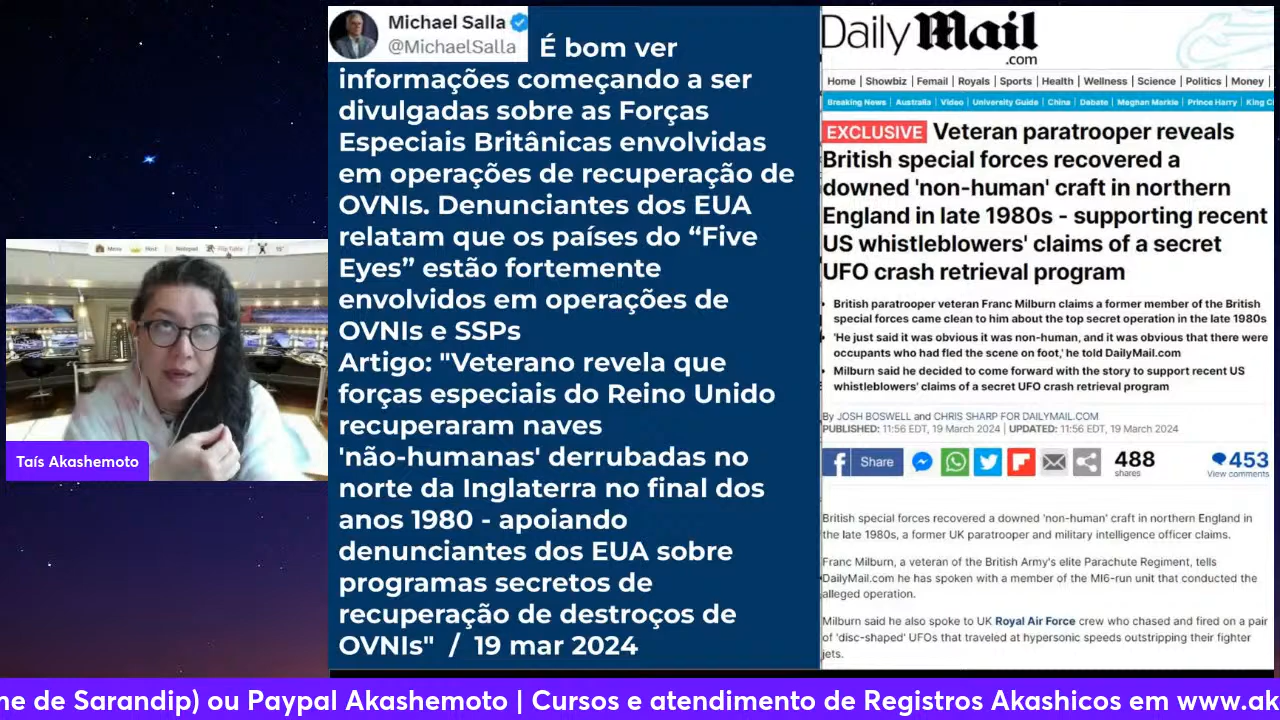 Michael Salla
@MichaelSalla
É bom ver
informações começando a ser
divulgadas sobre as Forças
Especiais Britânicas envolvidas
em operações de recuperação de
OVNIs. Denunciantes dos EUA
relatam que os países do “Five
Eyes” estão fortemente
envolvidos em operações de
OVNIs e SSPs
Artigo: "Veterano revela que
forças especiais do Reino Unido
recuperaram naves
'não-humanas' derrubadas no
norte da Inglaterra no final dos
anos 1980 - apoiando
denunciantes dos EUA sobre
programas secretos de
recuperação de destroços de
OVNIs" / 19 mar 2024
Daily Mail
.com
Home | Showbiz | Femail | Royals | Sports | Health | Wellness | Science | Politics | Money |
Breaking News | Australia | Video | University Guide | China | Debate | Meghan Markle | Prince Harry | King C
EXCLUSIVE Veteran paratrooper reveals
British special forces recovered a
downed 'non-human' craft in northern
England in late 1980s - supporting recent
US whistleblowers' claims of a secret
UFO crash retrieval program
British paratrooper veteran Franc Milburn claims a former member of the British
special forces came clean to him about the top secret operation in the late 1980s
'He just said it was obvious it was non-human, and it was obvious that there were
occupants who had fled the scene on foot,' he told DailyMail.com
Milburn said he decided to come forward with the story to support recent US
whistleblowers' claims of a secret UFO crash retrieval program
By JOSH BOSWELL and CHRIS SHARP FOR DAILYMAIL.COM
PUBLISHED: 11:56 EDT, 19 March 2024 | UPDATED: 11:56 EDT, 19 March 2024
Share
488
shares
453
View comments
British special forces recovered a downed 'non-human' craft in northern England in
the late 1980s, a former UK paratrooper and military intelligence officer claims.
Franc Milburn, a veteran of the British Army's elite Parachute Regiment, tells
DailyMail.com he has spoken with a member of the MI6-run unit that conducted the
alleged operation.
Milburn said he also spoke to UK Royal Air Force crew who chased and fired on a pair
of 'disc-shaped' UFOs that traveled at hypersonic speeds outstripping their fighter
jets.
Menu
Notepad
Taís Akashemoto
ne de Sarandip) ou Paypal Akashemoto | Cursos e atendimento de Registros Akashicos em www.ak